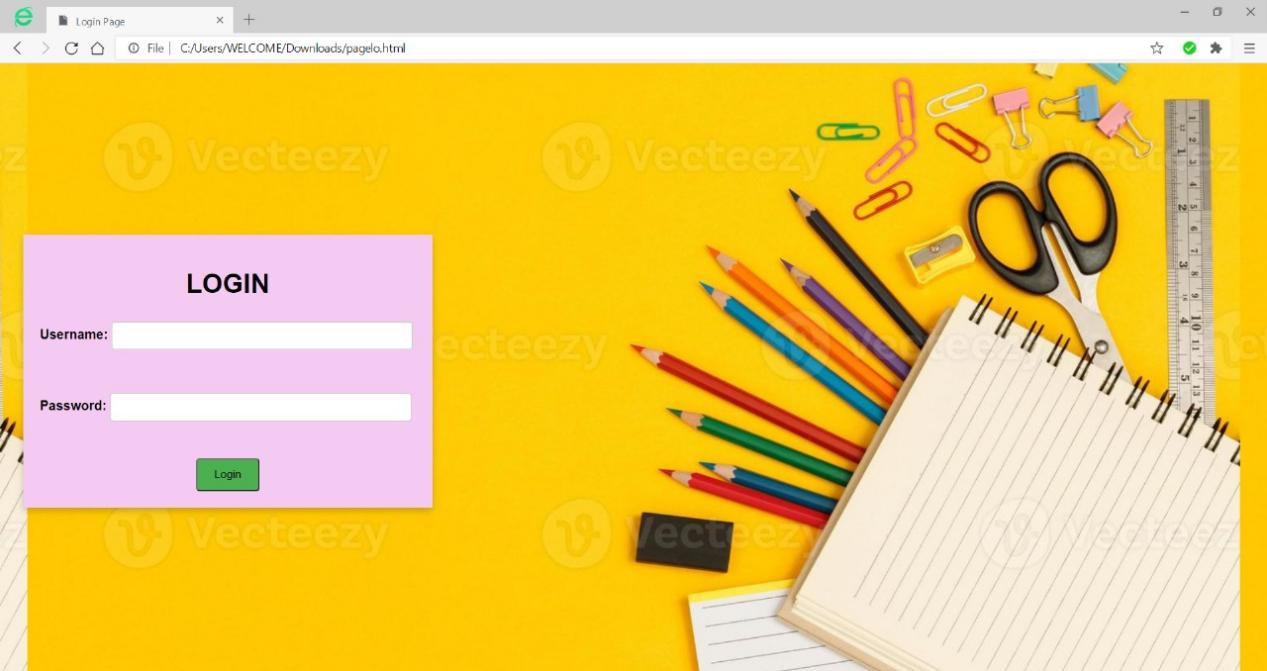 Login Page
File | C:/Users/WELCOME/Downloads/pagelo.html
Vecteezy Vecteezy Vecteezy
LOGIN
Username:
ecteezy Vecteezy
Password:
Login
Vecteezy Vecteezy Vecteezy